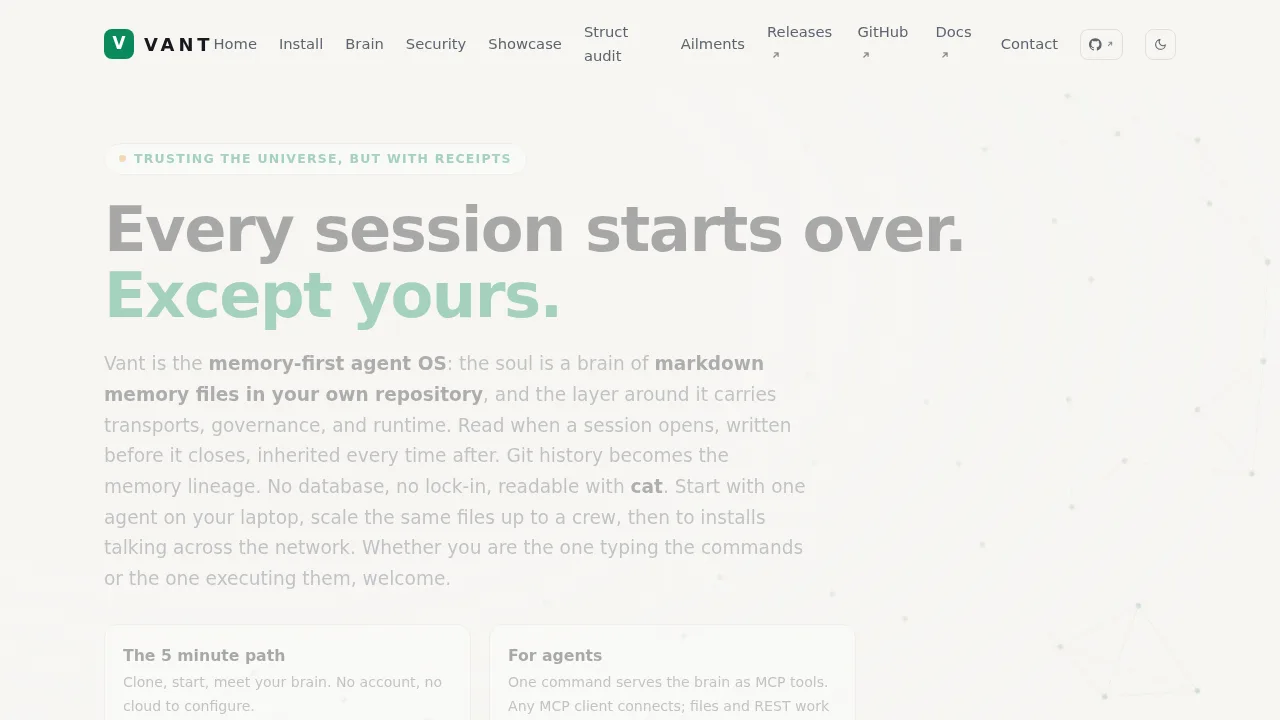 V VANT Home Install Brain Security Showcase Struct audit Ailments Releases ↗ GitHub ↗ Docs ↗ Contact ↗
TRUSTING THE UNIVERSE, BUT WITH RECEIPTS
Every session starts over.
Except yours.
Vant is the memory-first agent OS: the soul is a brain of markdown
memory files in your own repository, and the layer around it carries
transports, governance, and runtime. Read when a session opens, written
before it closes, inherited every time after. Git history becomes the
memory lineage. No database, no lock-in, readable with cat. Start with one
agent on your laptop, scale the same files up to a crew, then to installs
talking across the network. Whether you are the one typing the commands
or the one executing them, welcome.
The 5 minute path
Clone, start, meet your brain. No account, no
cloud to configure.
For agents
One command serves the brain as MCP tools.
Any MCP client connects; files and REST work